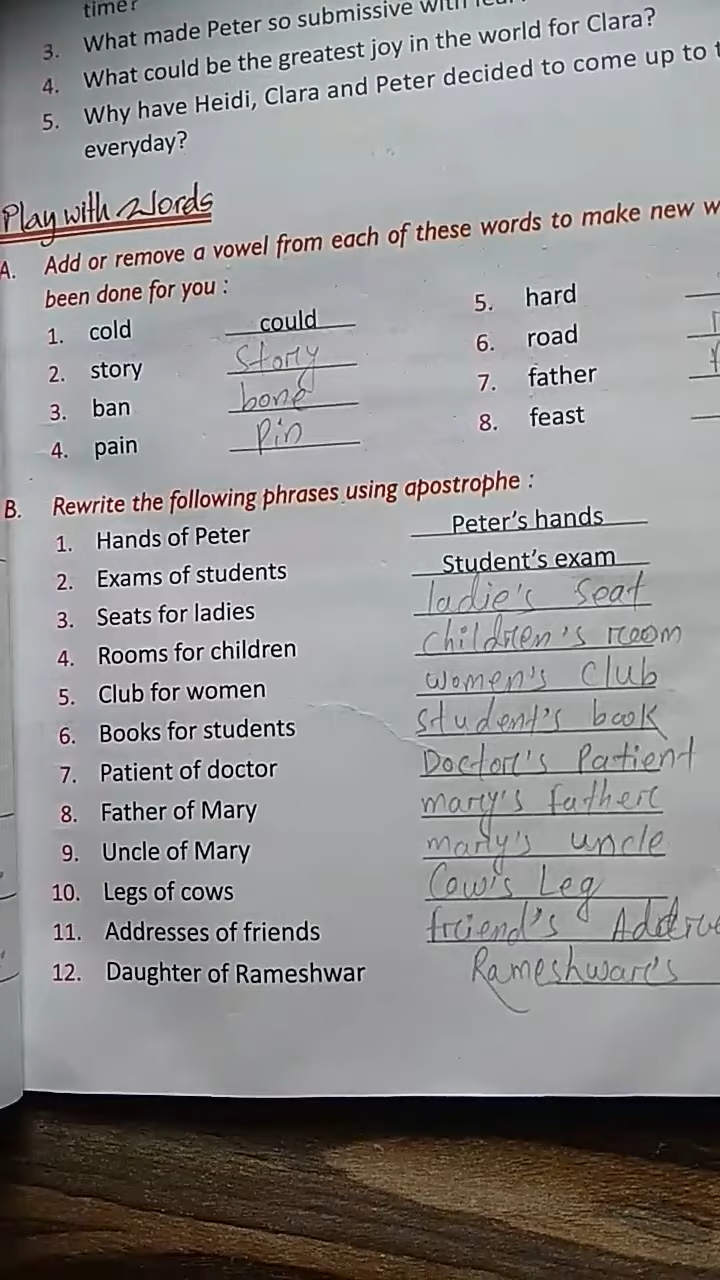 time?
3. What made Peter so submissive with
4. What could be the greatest joy in the world for Clara?
5. Why have Heidi, Clara and Peter decided to come up to
everyday?
Play with Words
A. Add or remove a vowel from each of these words to make new
been done for you :
1. cold could
2. story Story
3. ban bone
4. pain Pin
5. hard
6. road
7. father
8. feast
B. Rewrite the following phrases using apostrophe :
1. Hands of Peter Peter's hands
2. Exams of students Student's exam
3. Seats for ladies ladie's Seat
4. Rooms for children children's room
5. Club for women women's Club
6. Books for students student's book
7. Patient of doctor Doctor's Patient
8. Father of Mary mary's father
9. Uncle of Mary mary's uncle
10. Legs of cows Cow's Leg
11. Addresses of friends friend's
12. Daughter of Rameshwar Rameshwar's